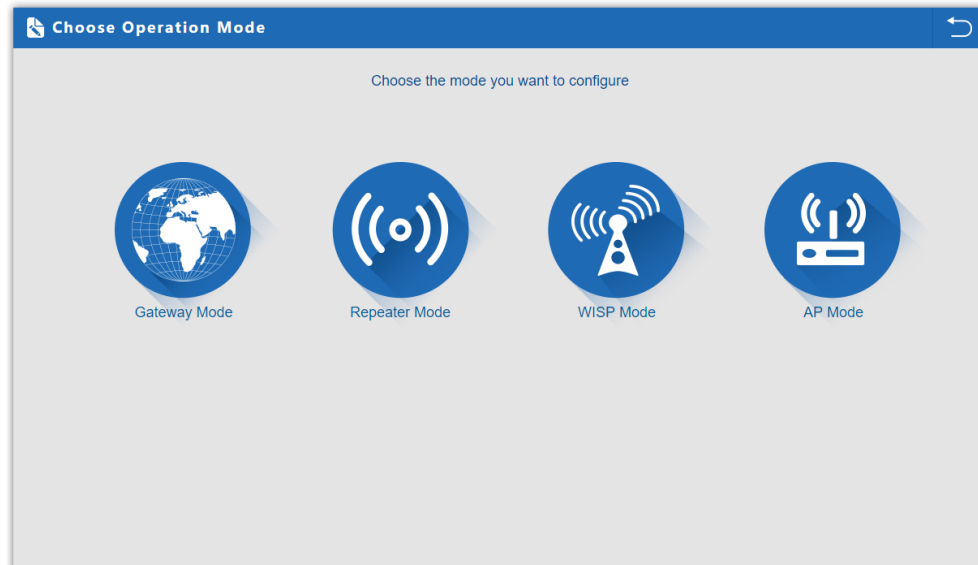 Choose Operation Mode
Choose the mode you want to configure
Gateway Mode
Repeater Mode
WISP Mode
AP Mode